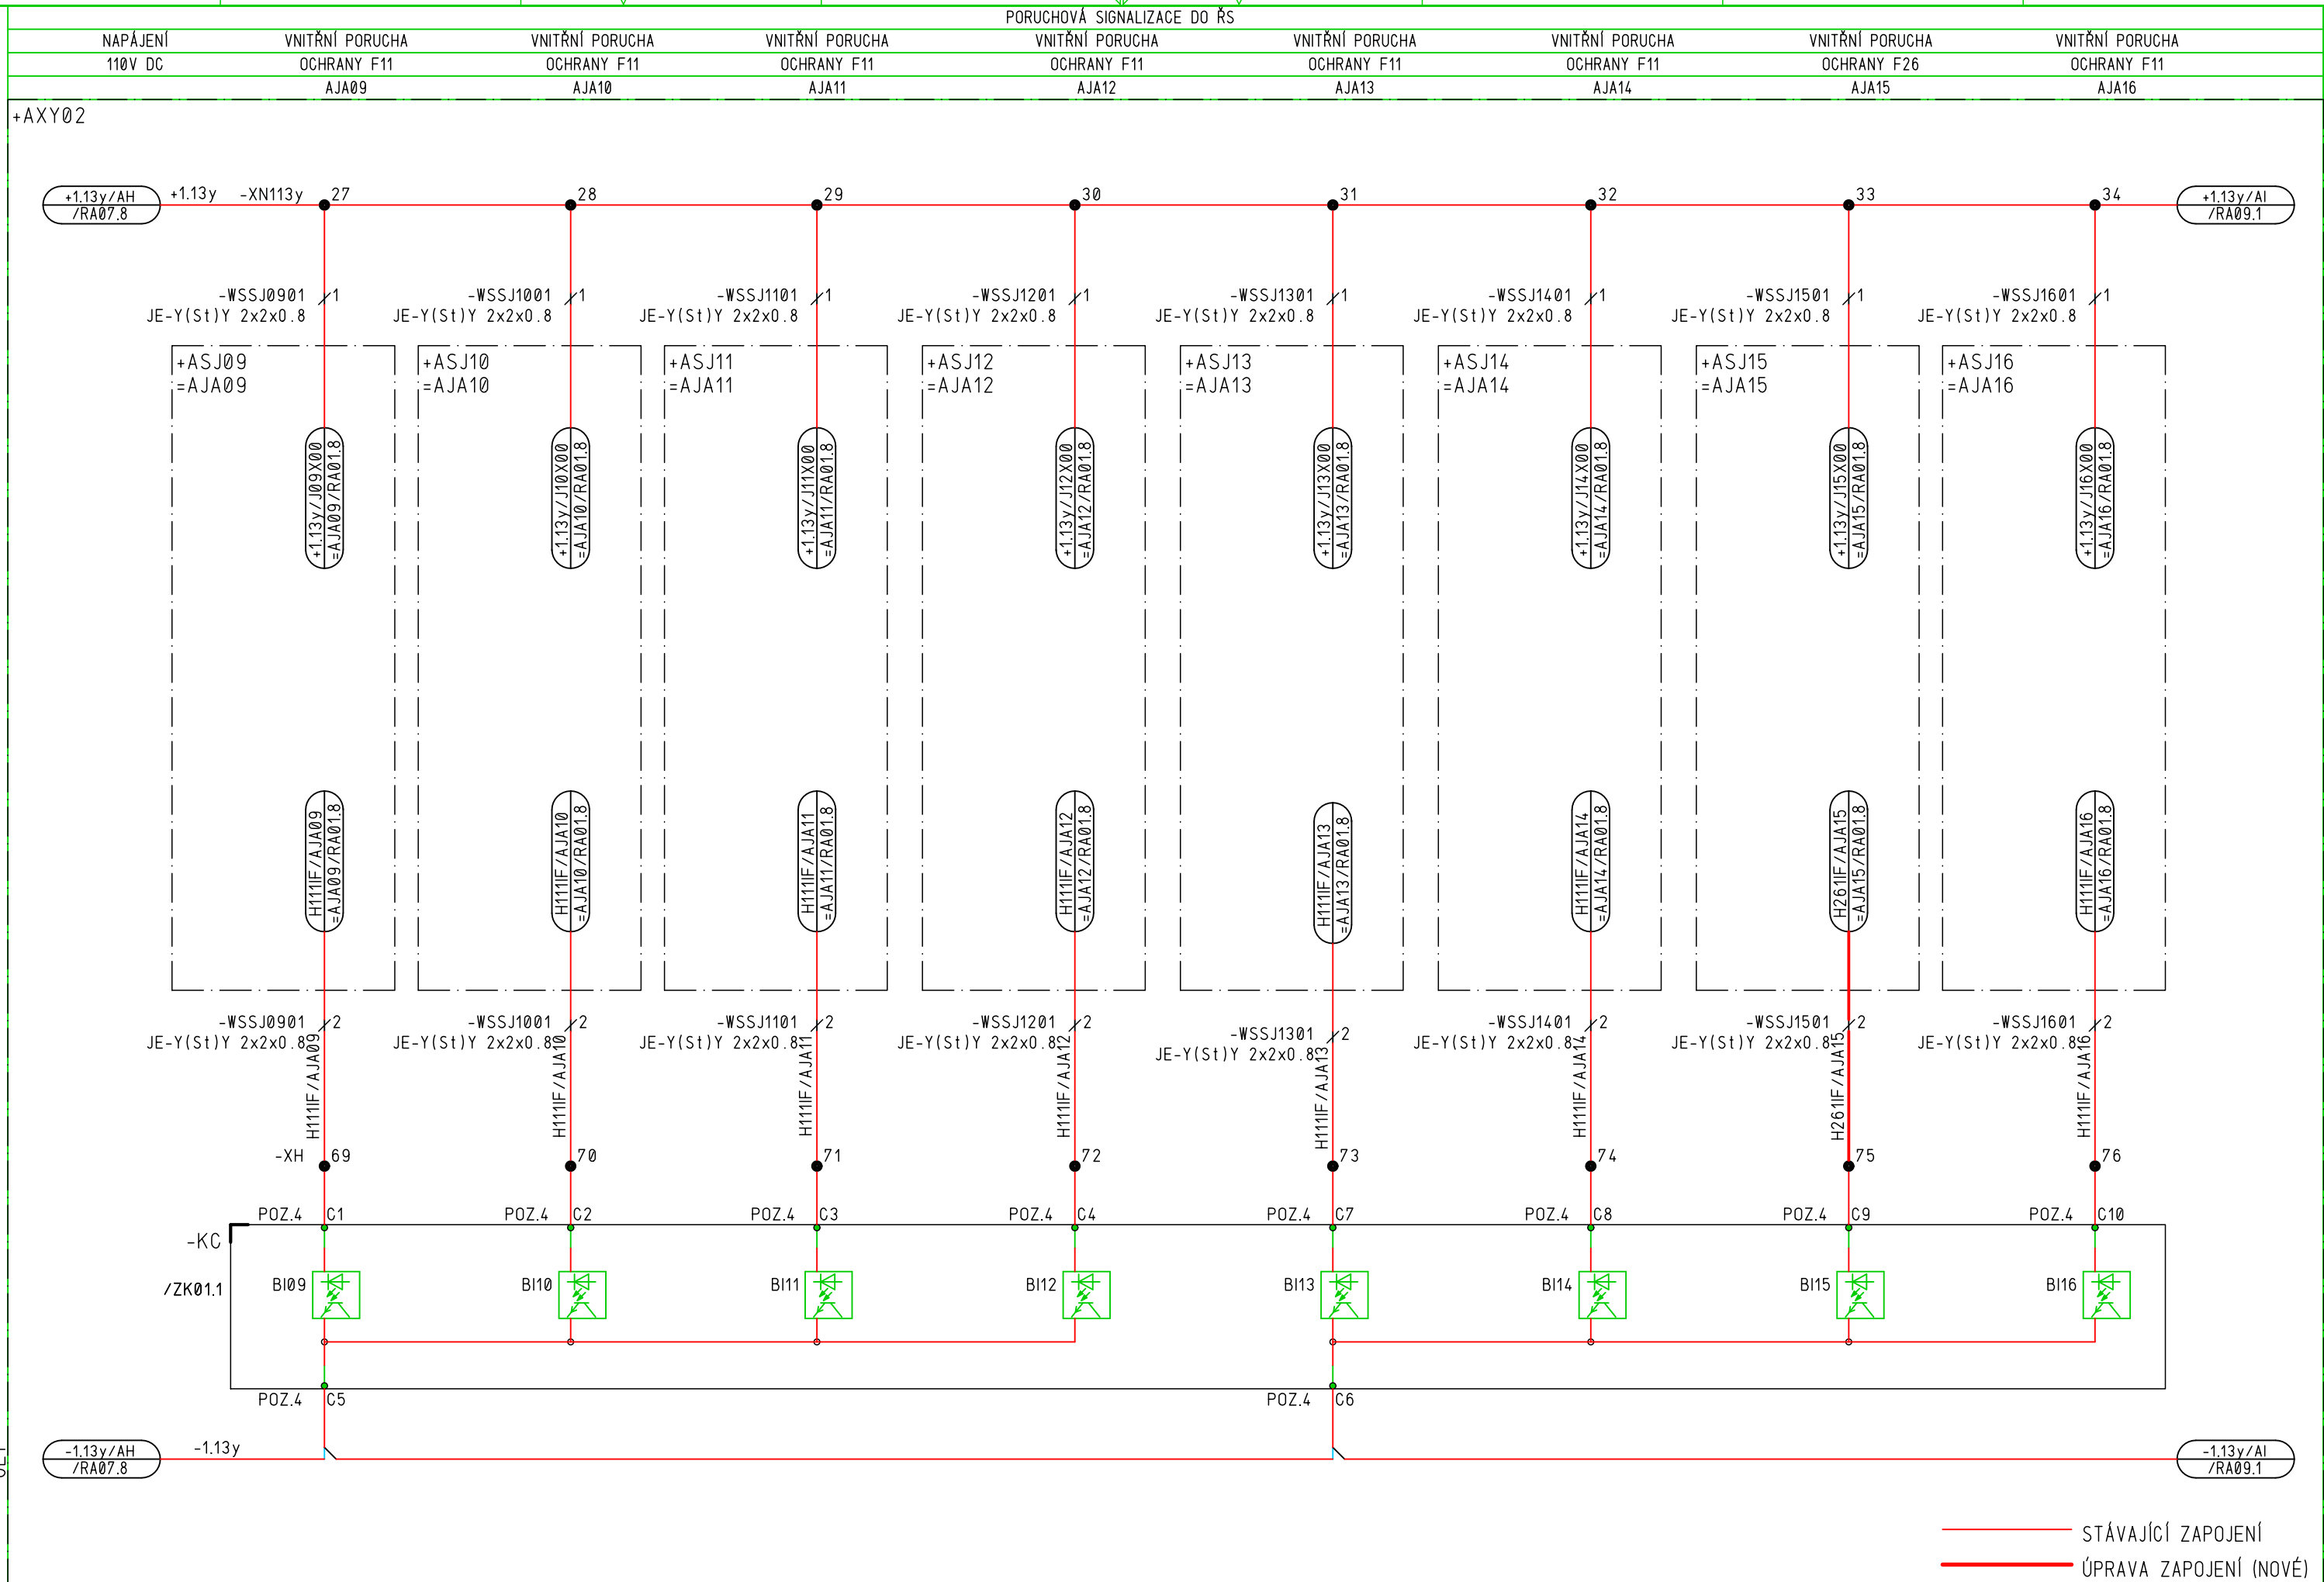 PORUCHOVÁ SIGNALIZACE DO ŘS
NAPÁJENÍ VNITŘNÍ PORUCHA VNITŘNÍ PORUCHA VNITŘNÍ PORUCHA VNITŘNÍ PORUCHA VNITŘNÍ PORUCHA VNITŘNÍ PORUCHA VNITŘNÍ PORUCHA VNITŘNÍ PORUCHA
110V DC OCHRANY F11 OCHRANY F11 OCHRANY F11 OCHRANY F11 OCHRANY F11 OCHRANY F11 OCHRANY F26 OCHRANY F11
AJA09 AJA10 AJA11 AJA12 AJA13 AJA14 AJA15 AJA16
+AXY02
+1.13y/AH +1.13y -XN113y 27 28 29 30 31 32 33 34 +1.13y/AI
/RA07.8 /RA09.1
-WSSJ0901 1 -WSSJ1001 1 -WSSJ1101 1 -WSSJ1201 1 -WSSJ1301 1 -WSSJ1401 1 -WSSJ1501 1 -WSSJ1601 1
JE-Y(St)Y 2x2x0.8 JE-Y(St)Y 2x2x0.8 JE-Y(St)Y 2x2x0.8 JE-Y(St)Y 2x2x0.8 JE-Y(St)Y 2x2x0.8 JE-Y(St)Y 2x2x0.8 JE-Y(St)Y 2x2x0.8 JE-Y(St)Y 2x2x0.8
+ASJ09 +ASJ10 +ASJ11 +ASJ12 +ASJ13 +ASJ14 +ASJ15 +ASJ16
=AJA09 =AJA10 =AJA11 =AJA12 =AJA13 =AJA14 =AJA15 =AJA16
+1.13y/J09X00
=AJA09/RA01.8
+1.13y/J10X00
=AJA10/RA01.8
+1.13y/J11X00
=AJA11/RA01.8
+1.13y/J12X00
=AJA12/RA01.8
+1.13y/J13X00
=AJA13/RA01.8
+1.13y/J14X00
=AJA14/RA01.8
+1.13y/J15X00
=AJA15/RA01.8
+1.13y/J16X00
=AJA16/RA01.8
H111IF/AJA09
=AJA09/RA01.8
H111IF/AJA10
=AJA10/RA01.8
H111IF/AJA11
=AJA11/RA01.8
H111IF/AJA12
=AJA12/RA01.8
H111IF/AJA13
=AJA13/RA01.8
H111IF/AJA14
=AJA14/RA01.8
H261IF/AJA15
=AJA15/RA01.8
H111IF/AJA16
=AJA16/RA01.8
-WSSJ0901 2 -WSSJ1001 2 -WSSJ1101 2 -WSSJ1201 2 -WSSJ1301 2 -WSSJ1401 2 -WSSJ1501 2 -WSSJ1601 2
JE-Y(St)Y 2x2x0.8 JE-Y(St)Y 2x2x0.8 JE-Y(St)Y 2x2x0.8 JE-Y(St)Y 2x2x0.8 JE-Y(St)Y 2x2x0.8 JE-Y(St)Y 2x2x0.8 JE-Y(St)Y 2x2x0.8 JE-Y(St)Y 2x2x0.8
H111IF/AJA09
H111IF/AJA10
H111IF/AJA11
H111IF/AJA12
H111IF/AJA13
H111IF/AJA14
H261IF/AJA15
H111IF/AJA16
-XH 69 70 71 72 73 74 75 76
POZ.4 C1 POZ.4 C2 POZ.4 C3 POZ.4 C4 POZ.4 C7 POZ.4 C8 POZ.4 C9 POZ.4 C10
-KC
/ZK01.1 BI09 BI10 BI11 BI12 BI13 BI14 BI15 BI16
POZ.4 C5 POZ.4 C6
-1.13y/AH -1.13y -1.13y/AI
/RA07.8 /RA09.1
STÁVAJÍCÍ ZAPOJENÍ
ÚPRAVA ZAPOJENÍ (NOVÉ)